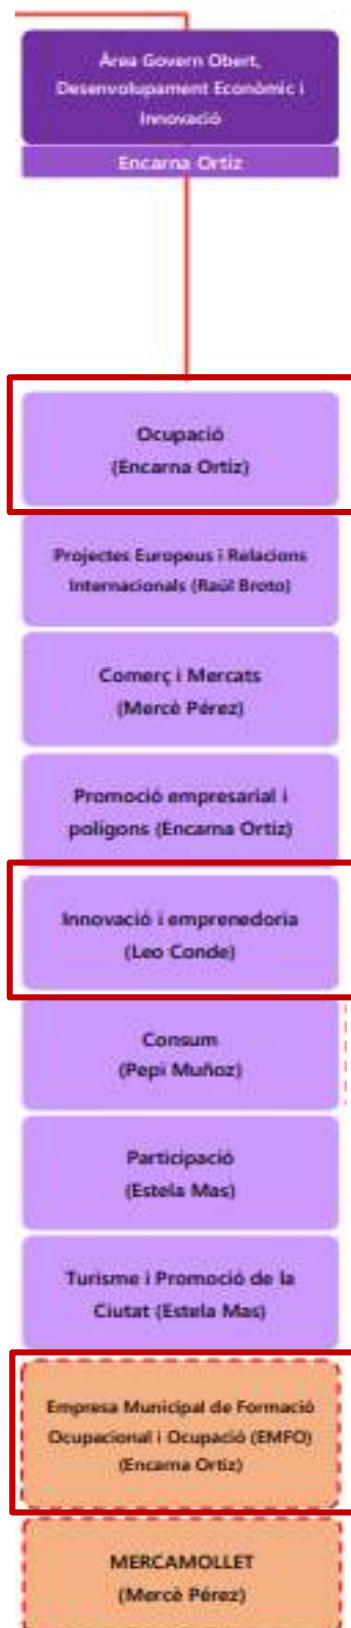 Àrea Govern Obert,
Desenvolupament Econòmic i
Innovació
Encarna Ortiz
Ocupació
(Encarna Ortiz)
Projectes Europeus i Relacions
Internacionals (Raül Broto)
Comerç i Mercats
(Mercè Pérez)
Promoció empresarial i
polígons (Encarna Ortiz)
Innovació i emprenedoria
(Leo Conde)
Consum
(Pepi Muñoz)
Participació
(Estela Mas)
Turisme i Promoció de la
Ciutat (Estela Mas)
Empresa Municipal de Formació
Ocupacional i Ocupació (EMFO)
(Encarna Ortiz)
MERCAMOLLET
(Mercè Pérez)